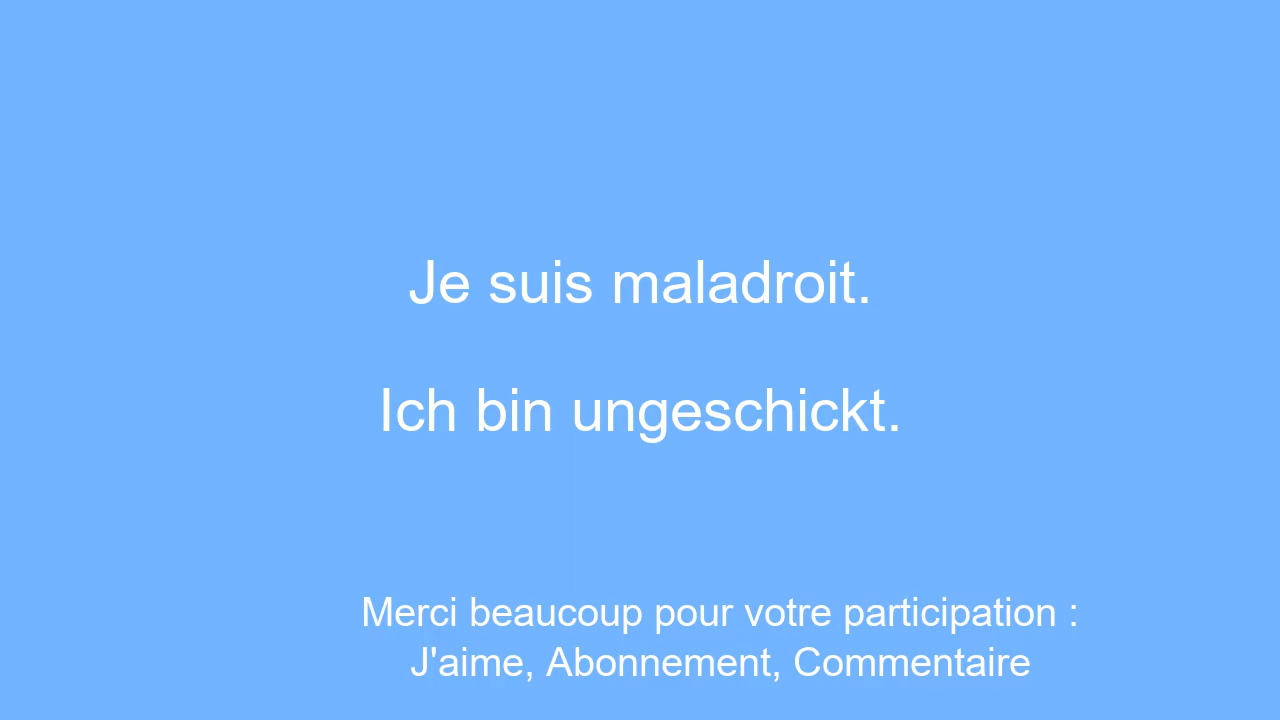 Je suis maladroit.
Ich bin ungeschickt.
Merci beaucoup pour votre participation :
J'aime, Abonnement, Commentaire